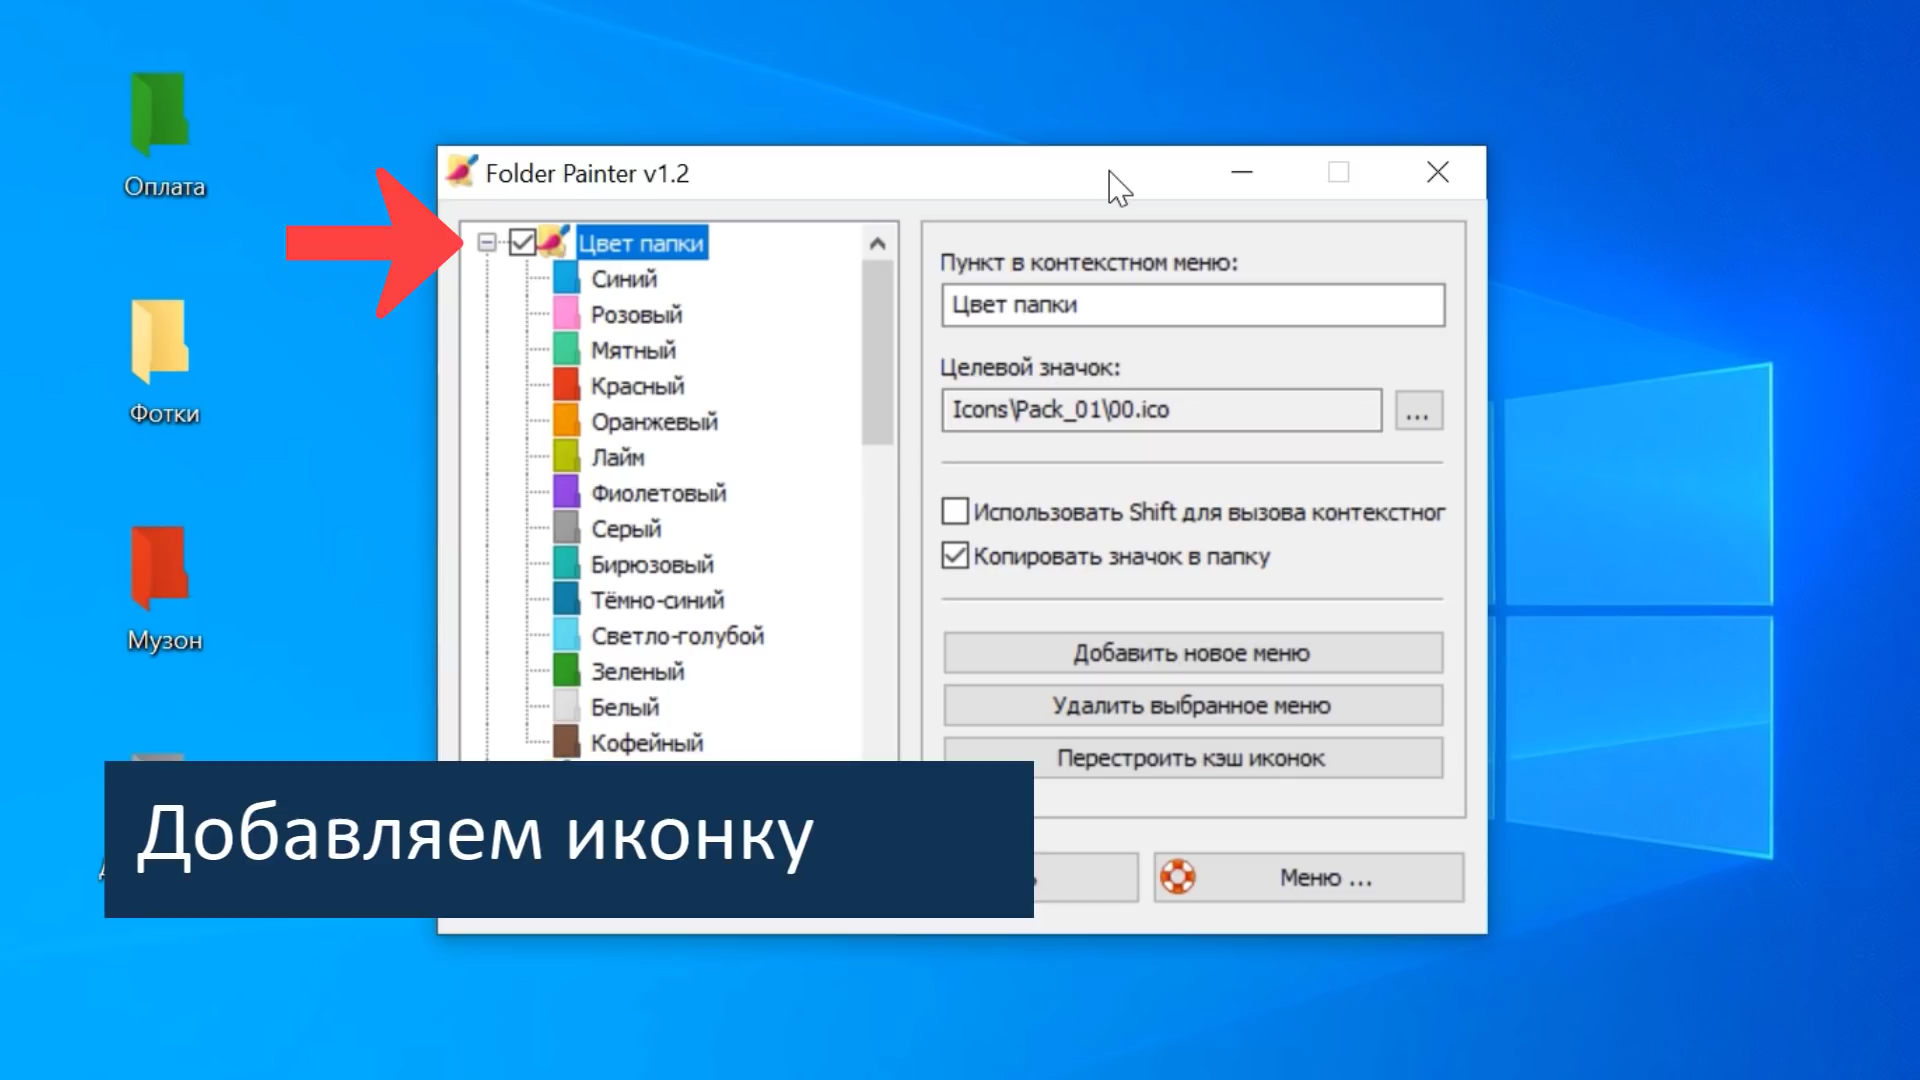 Оплата
Фотки
Музон
Folder Painter v1.2
Цвет папки
Синий
Розовый
Мятный
Красный
Оранжевый
Лайм
Фиолетовый
Серый
Бирюзовый
Тёмно-синий
Светло-голубой
Зеленый
Белый
Кофейный
Пункт в контекстном меню:
Цвет папки
Целевой значок:
Icons\Pack_01\00.ico
...
Использовать Shift для вызова контекстног
Копировать значок в папку
Добавить новое меню
Удалить выбранное меню
Перестроить кэш иконок
Меню ...
Добавляем иконку